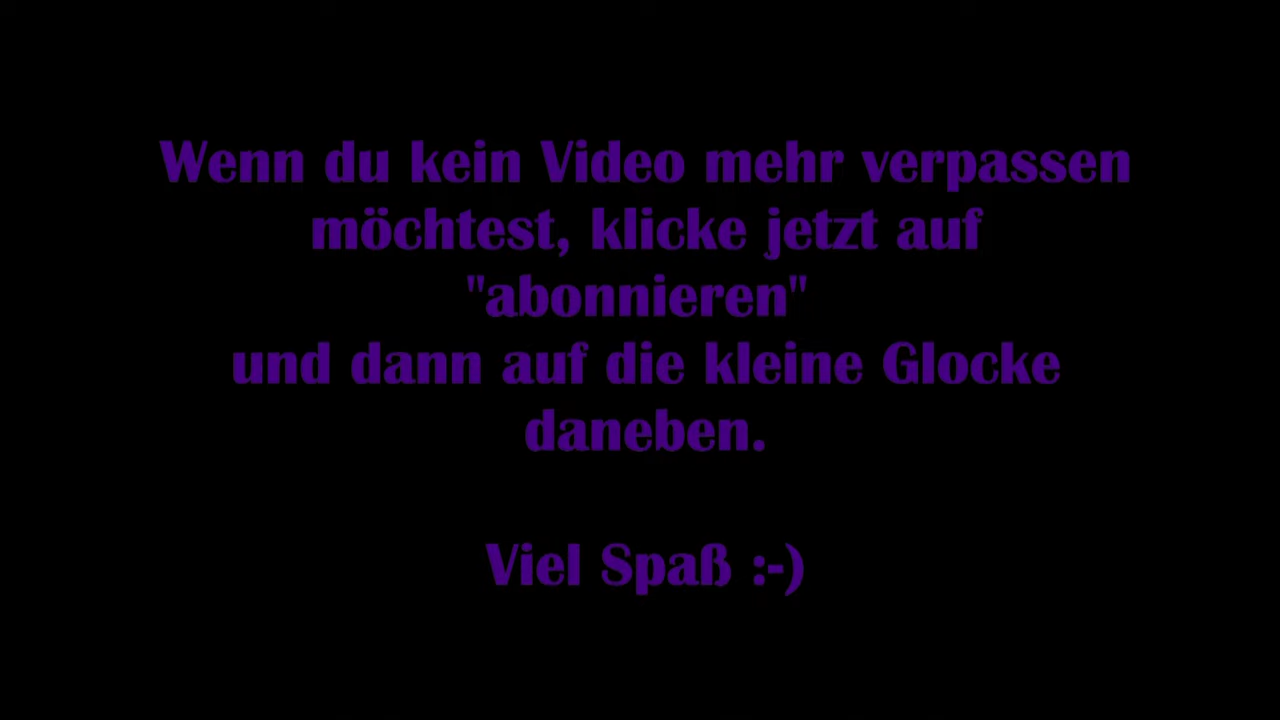 Wenn du kein Video mehr verpassen
möchtest, klicke jetzt auf
"abonnieren"
und dann auf die kleine Glocke
daneben.
Viel Spaß :-)